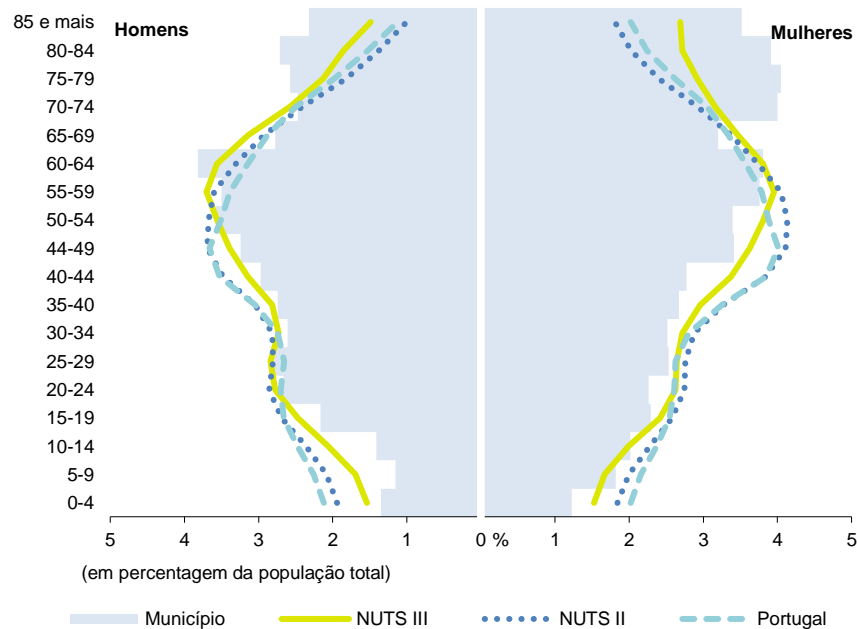 85 e mais
Homens
Mulheres
80-84
75-79
70-74
65-69
60-64
55-59
50-54
44-49
40-44
35-40
30-34
25-29
20-24
15-19
10-14
5-9
0-4
5 4 3 2 1 0 % 1 2 3 4 5
(em percentagem da população total)
Município NUTS III NUTS II Portugal